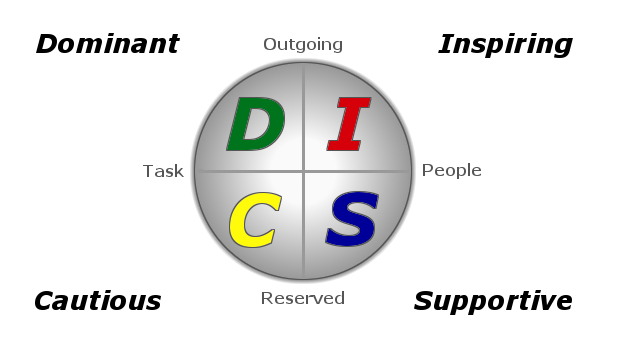 Dominant
Outgoing
Inspiring
D I
Task
People
C S
Cautious
Reserved
Supportive